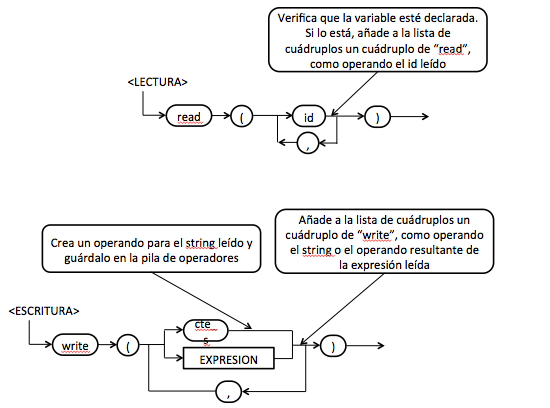 Verifica que la variable esté declarada.
Si lo está, añade a la lista de
cuádruplos un cuádruplo de “read”,
como operando el id leído
<LECTURA>
read
(
id
)
,
Añade a la lista de cuádruplos un
cuádruplo de “write”, como operando
el string o el operando resultante de
la expresión leída
Crea un operando para el string leído y
guárdalo en la pila de operadores
<ESCRITURA>
write
(
cte_
s
EXPRESION
)
,